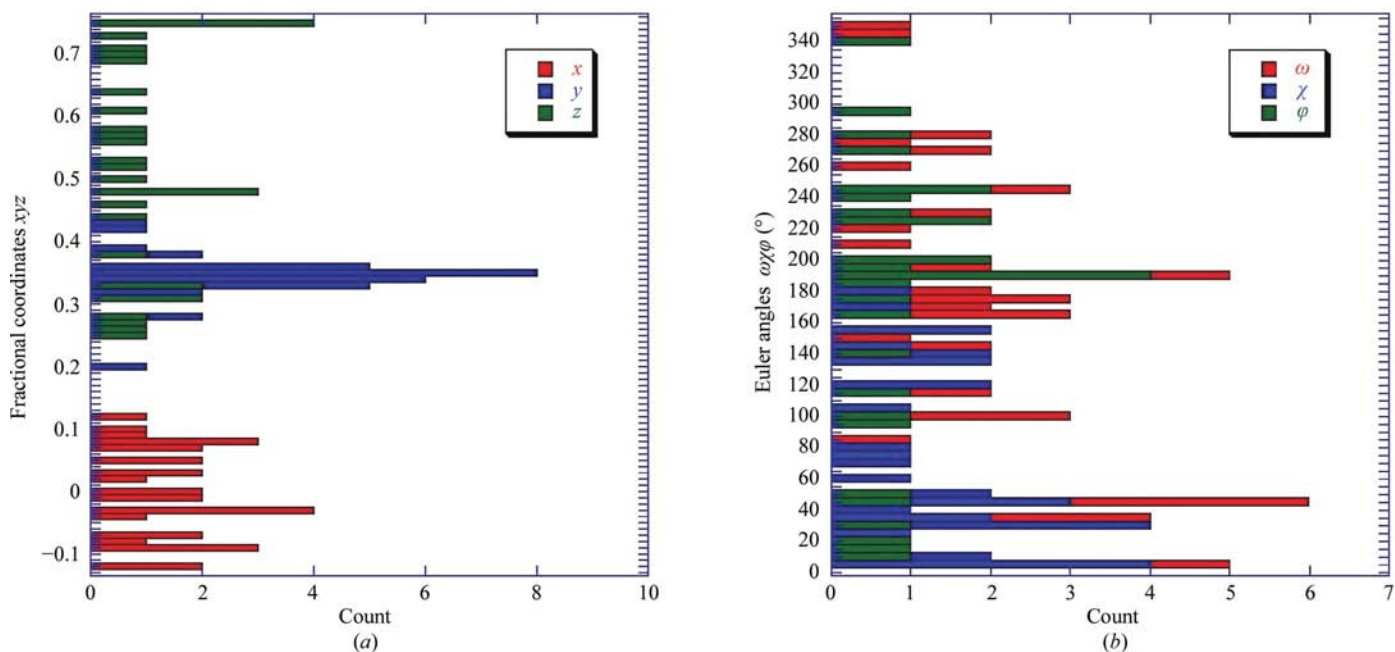 0.7
0.6
0.5
0.4
0.3
0.2
0.1
0
−0.1
Fractional coordinates xyz
x
y
z
0 2 4 6 8 10
Count
(a)
340
320
300
280
260
240
220
200
180
160
140
120
100
80
60
40
20
0
Euler angles ωχφ (°)
ω
χ
φ
0 1 2 3 4 5 6 7
Count
(b)